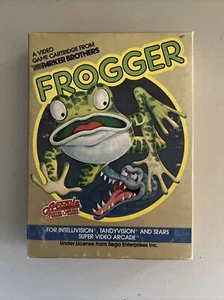 A VIDEO
GAME CARTRIDGE FROM
PARKER BROTHERS
FROGGER
FOR INTELLIVISION, TANDYVISION AND SEARS
SUPER VIDEO ARCADE
Under License from Sega Enterprises Inc.